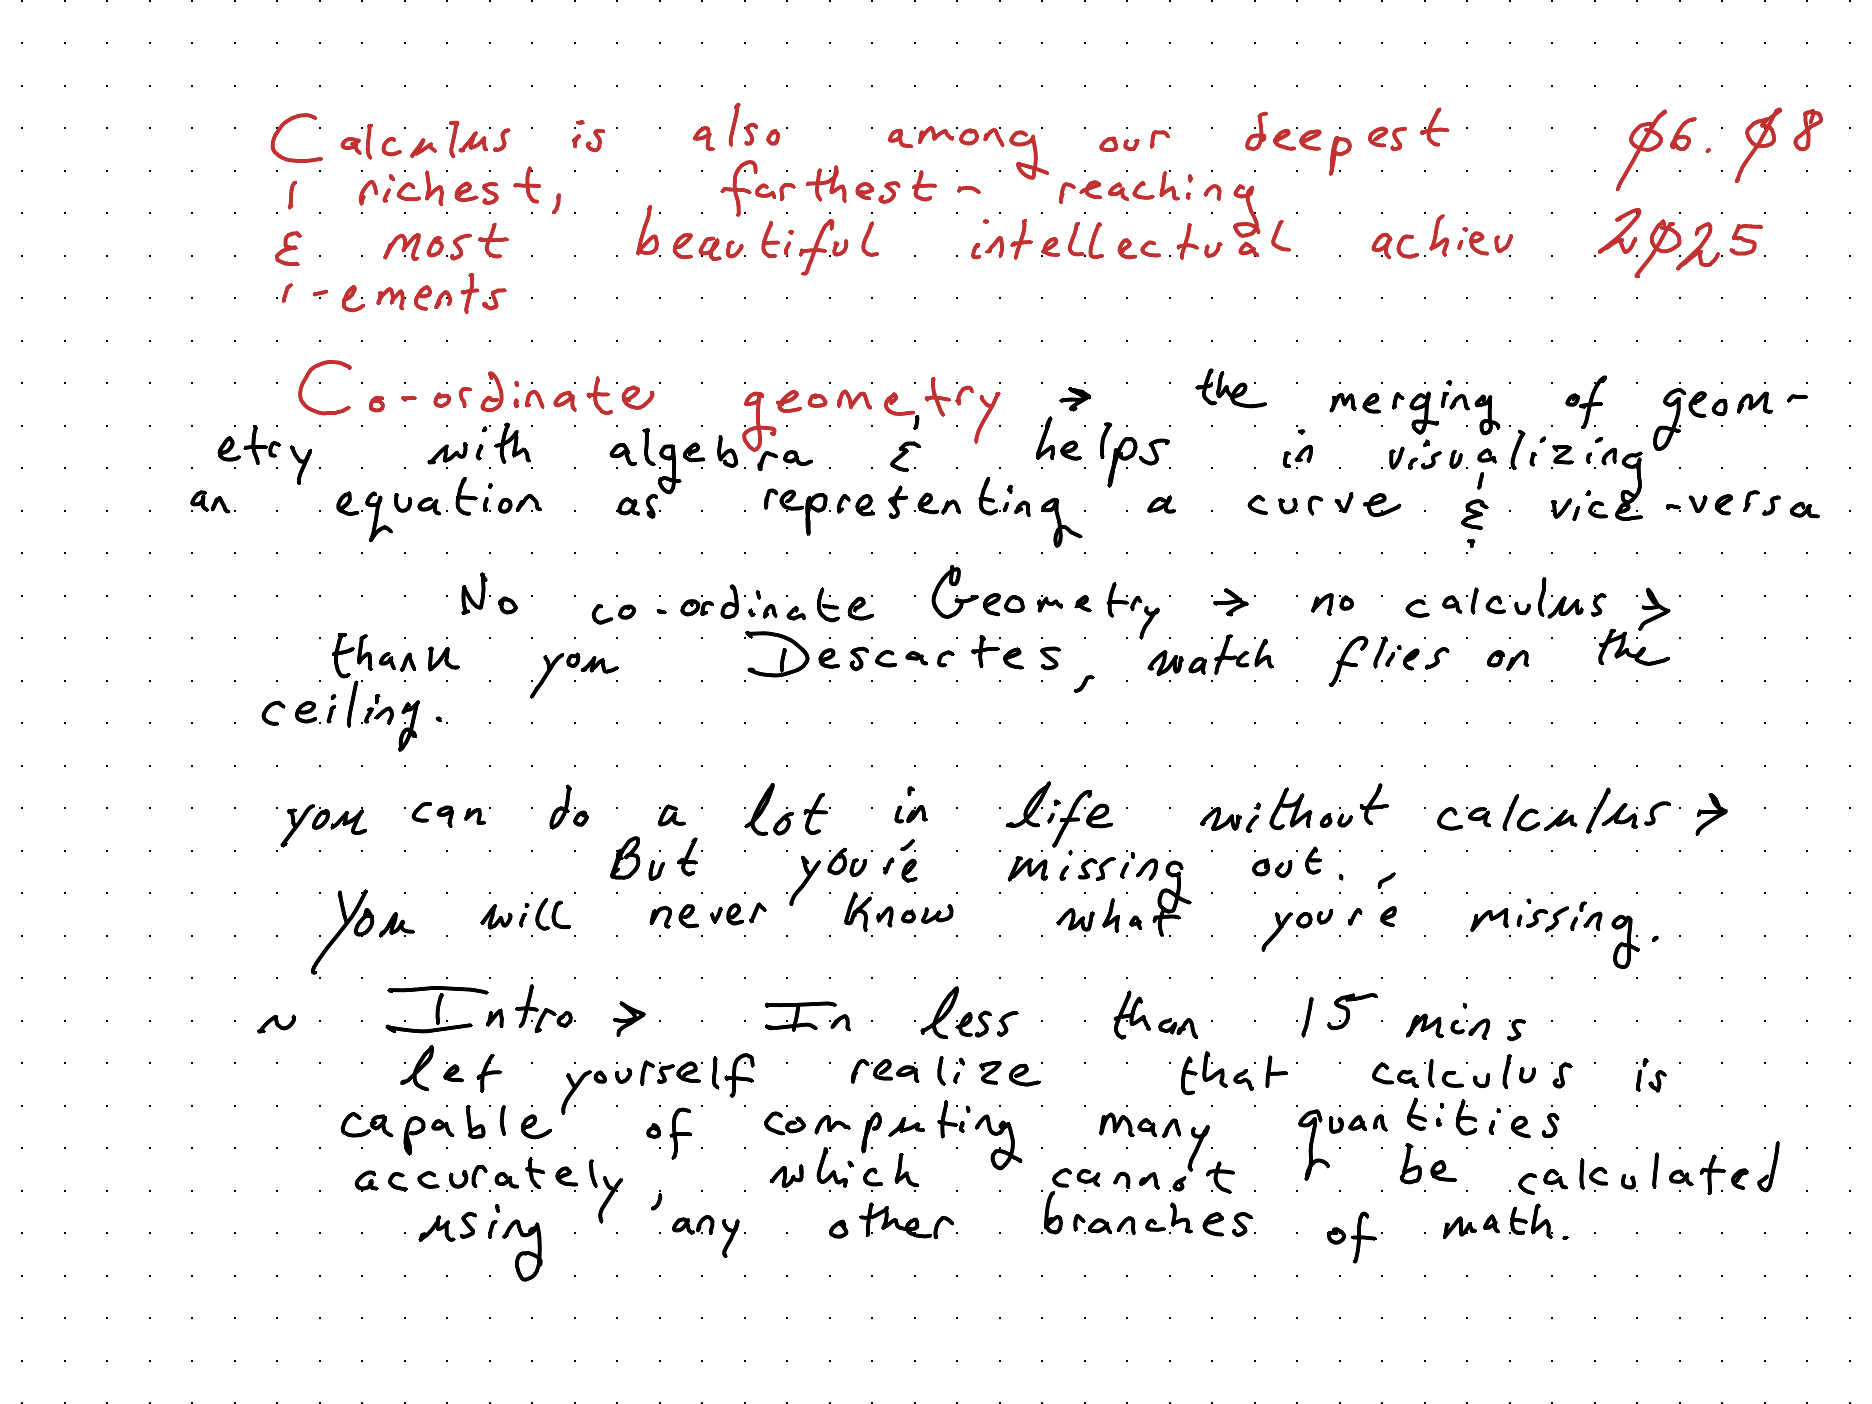 Calculus is also among our deepest 06.08
richest, farthest- reaching
& most beautiful intellectual achiev 2025
-ements
Co-ordinate geometry → the merging of geom-
etry with algebra & helps in visualizing
an equation as representing a curve & vice-versa
No co-ordinate Geometry → no calculus →
thank you Descartes, watch flies on the
ceiling.
you can do a lot in life without calculus →
But you're missing out.
You will never know what you're missing.
~ Intro → In less than 15 mins
let yourself realize that calculus is
capable of computing many quantities
accurately, which cannot be calculated
using any other branches of math.